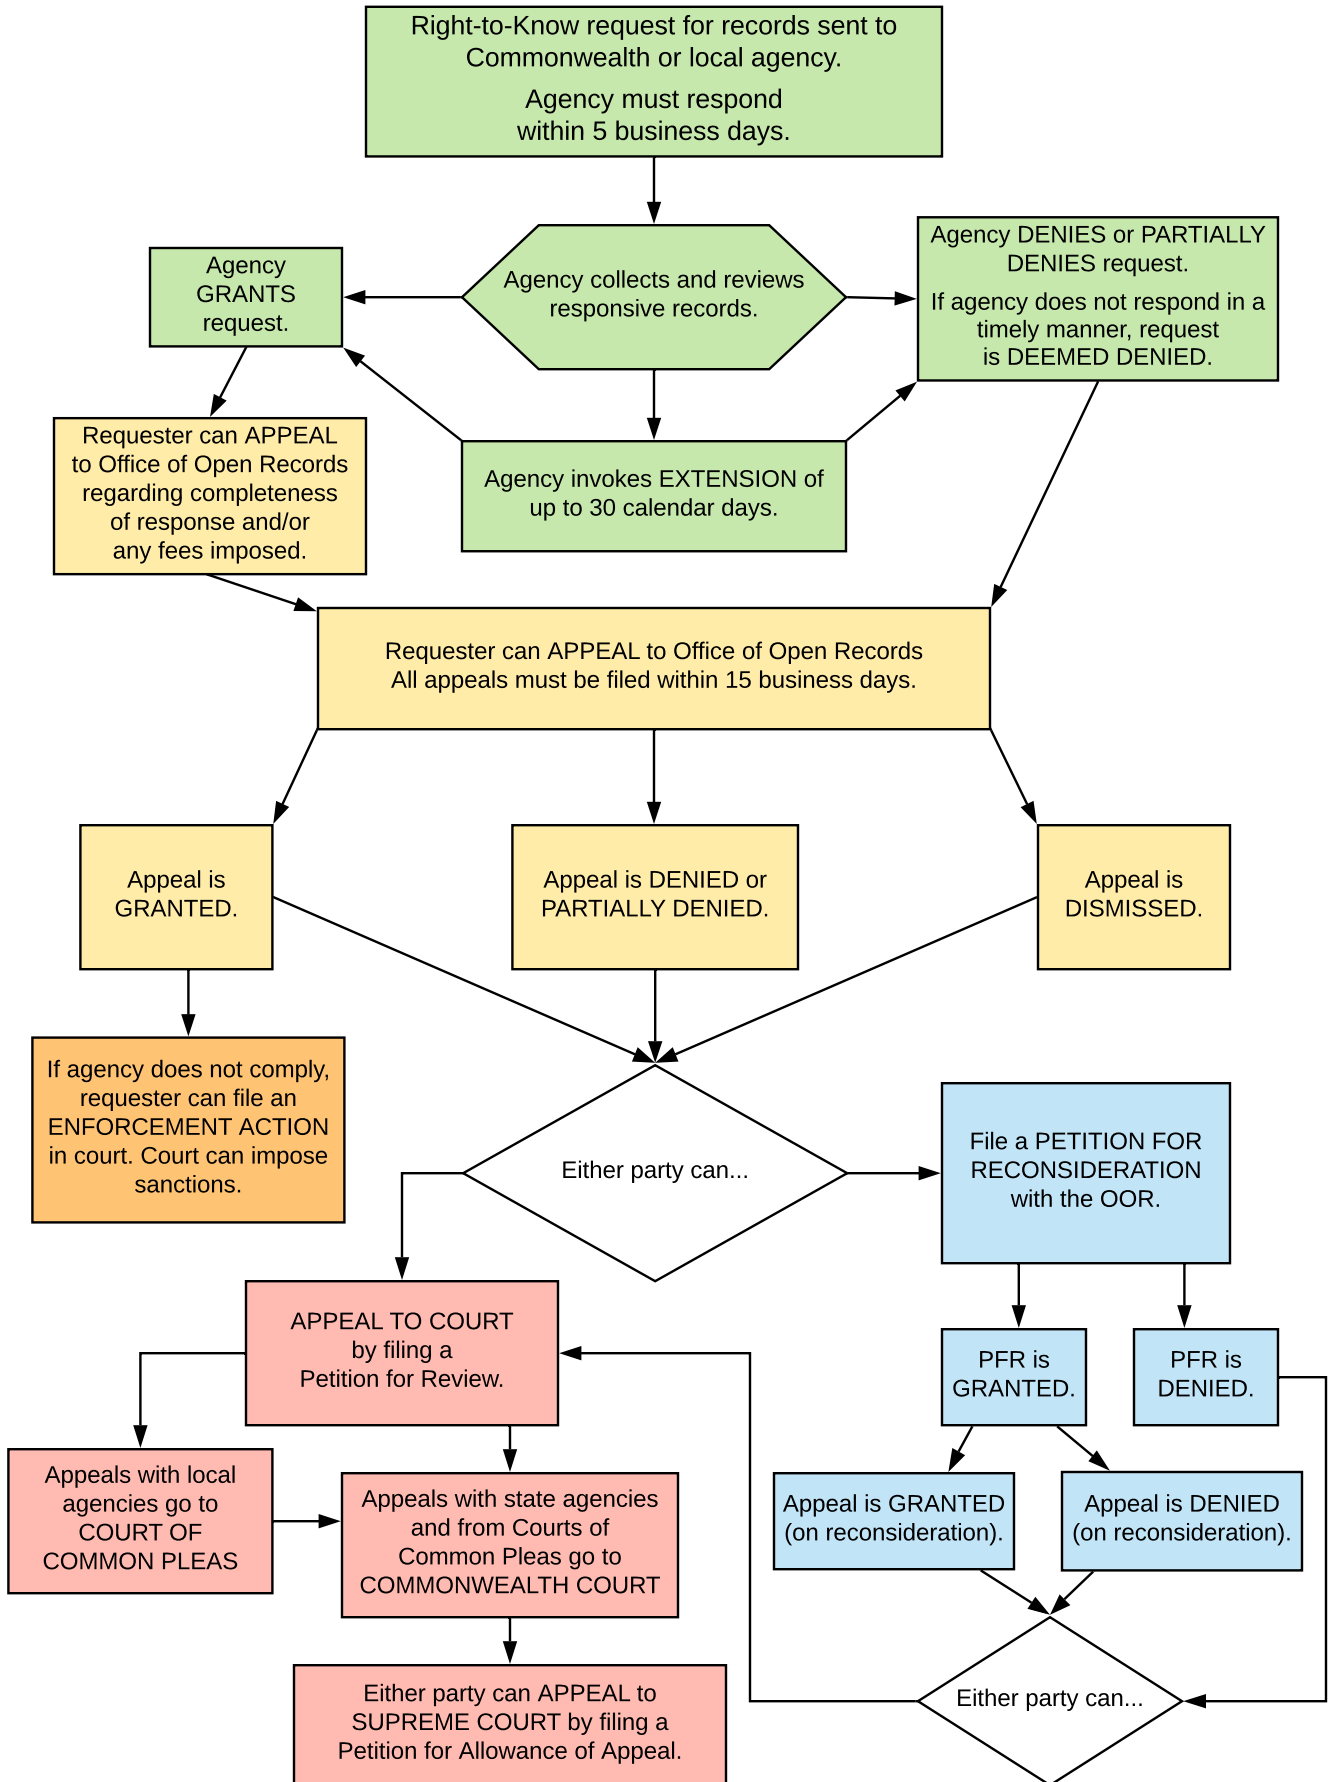 Right-to-Know request for records sent to
Commonwealth or local agency.
Agency must respond
within 5 business days.
Agency
GRANTS
request.
Agency collects and reviews
responsive records.
Agency DENIES or PARTIALLY
DENIES request.
If agency does not respond in a
timely manner, request
is DEEMED DENIED.
Requester can APPEAL
to Office of Open Records
regarding completeness
of response and/or
any fees imposed.
Agency invokes EXTENSION of
up to 30 calendar days.
Requester can APPEAL to Office of Open Records
All appeals must be filed within 15 business days.
Appeal is
GRANTED.
Appeal is DENIED or
PARTIALLY DENIED.
Appeal is
DISMISSED.
If agency does not comply,
requester can file an
ENFORCEMENT ACTION
in court. Court can impose
sanctions.
Either party can...
File a PETITION FOR
RECONSIDERATION
with the OOR.
APPEAL TO COURT
by filing a
Petition for Review.
PFR is
GRANTED.
PFR is
DENIED.
Appeals with local
agencies go to
COURT OF
COMMON PLEAS
Appeals with state agencies
and from Courts of
Common Pleas go to
COMMONWEALTH COURT
Appeal is GRANTED
(on reconsideration).
Appeal is DENIED
(on reconsideration).
Either party can APPEAL to
SUPREME COURT by filing a
Petition for Allowance of Appeal.
Either party can...